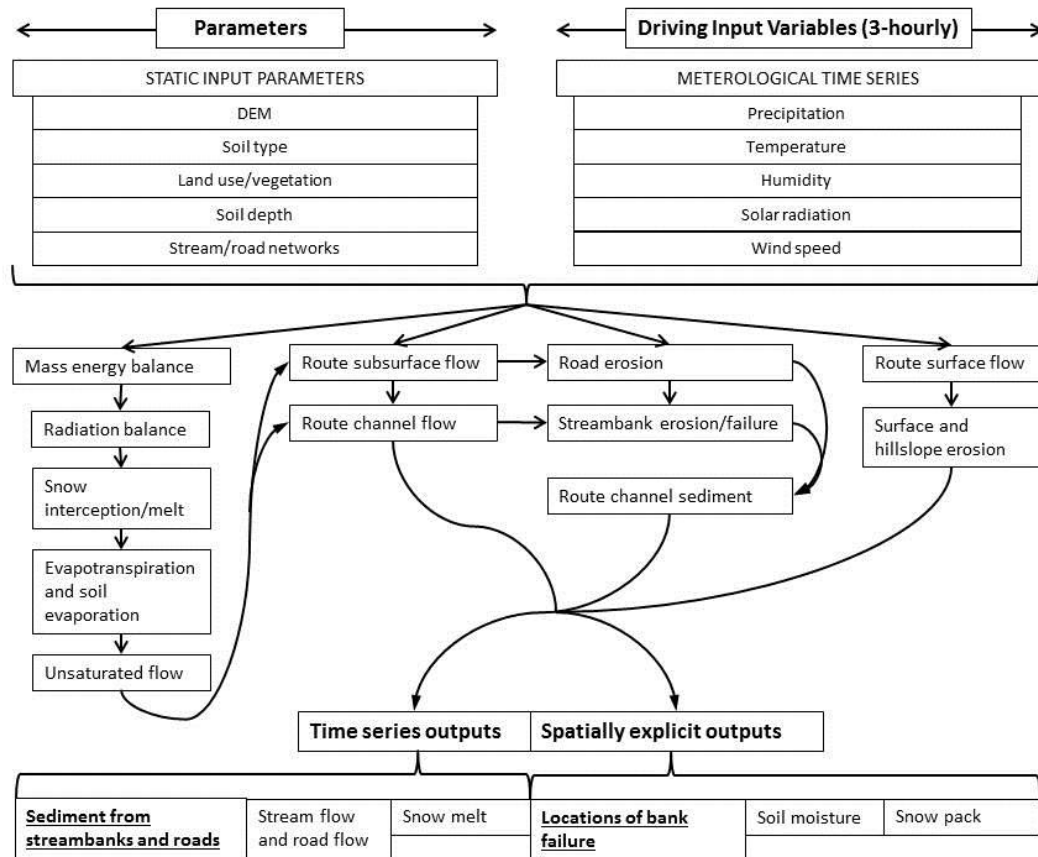 Parameters
Driving Input Variables (3-hourly)
STATIC INPUT PARAMETERS
DEM
Soil type
Land use/vegetation
Soil depth
Stream/road networks
METEROLOGICAL TIME SERIES
Precipitation
Temperature
Humidity
Solar radiation
Wind speed
Mass energy balance
Radiation balance
Snow
interception/melt
Evapotranspiration
and soil
evaporation
Unsaturated flow
Route subsurface flow
Route channel flow
Road erosion
Streambank erosion/failure
Route channel sediment
Route surface flow
Surface and
hillslope erosion
Time series outputs
Spatially explicit outputs
Sediment from
streambanks and roads
Stream flow
and road flow
Snow melt
Locations of bank
failure
Soil moisture
Snow pack